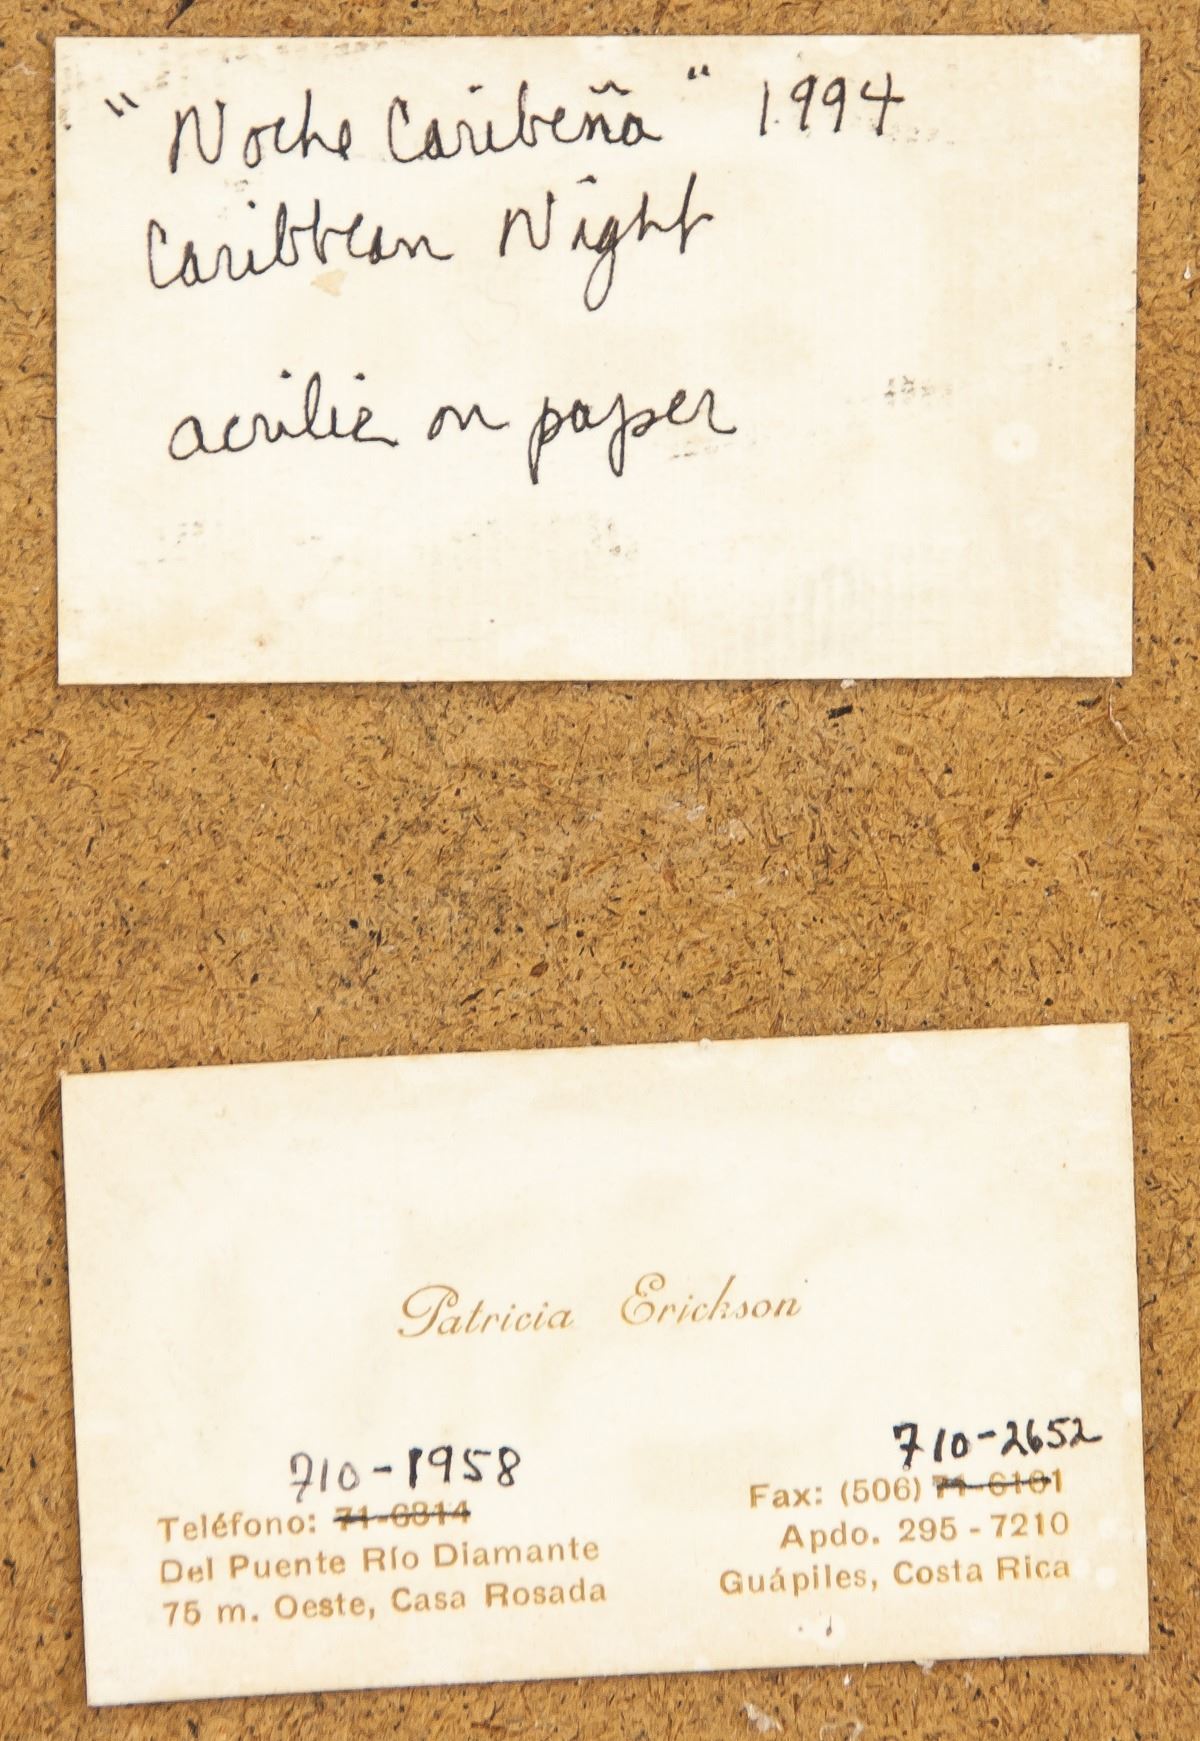 "Noche Caribeña" 1994
Caribbean Night
acrilic on paper
Patricia Erickson
710-1958
Teléfono: 71-6814
Del Puente Río Diamante
75 m. Oeste, Casa Rosada
710-2652
Fax: (506) 71-6101
Apdo. 295 - 7210
Guápiles, Costa Rica